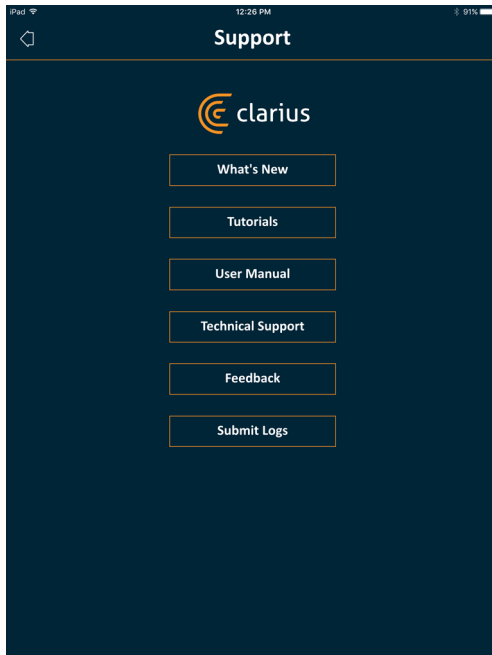 iPad 12:26 PM 91%
Support
clarius
What's New
Tutorials
User Manual
Technical Support
Feedback
Submit Logs